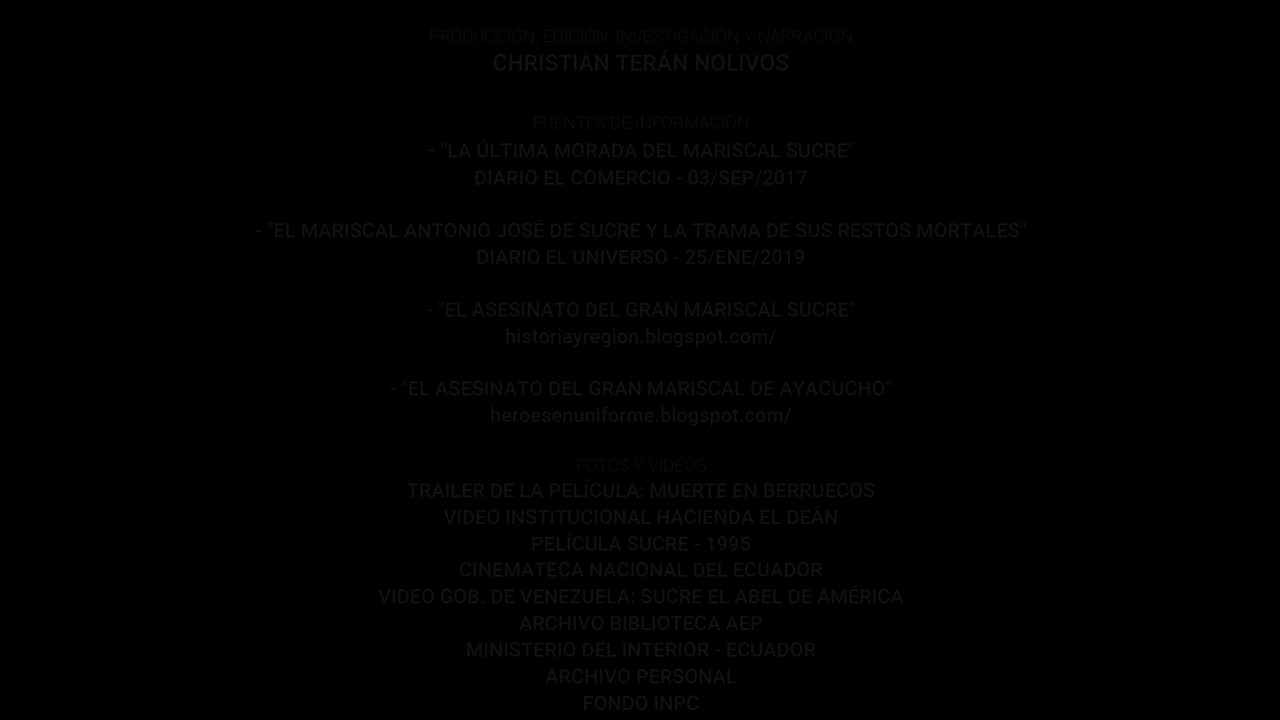 PRODUCCIÓN, EDICIÓN, INVESTIGACIÓN Y NARRACIÓN
CHRISTIAN TERÁN NOLIVOS
FUENTES DE INFORMACIÓN
- "LA ÚLTIMA MORADA DEL MARISCAL SUCRE"
DIARIO EL COMERCIO - 03/SEP/2017
- "EL MARISCAL ANTONIO JOSÉ DE SUCRE Y LA TRAMA DE SUS RESTOS MORTALES"
DIARIO EL UNIVERSO - 25/ENE/2019
- "EL ASESINATO DEL GRAN MARISCAL SUCRE"
historiayregion.blogspot.com/
- "EL ASESINATO DEL GRAN MARISCAL DE AYACUCHO"
heroesenuniforme.blogspot.com/
FOTOS Y VIDEOS
TRAILER DE LA PELÍCULA: MUERTE EN BERRUECOS
VIDEO INSTITUCIONAL HACIENDA EL DEÁN
PELÍCULA SUCRE - 1995
CINEMATECA NACIONAL DEL ECUADOR
VIDEO GOB. DE VENEZUELA: SUCRE EL ABEL DE AMÉRICA
ARCHIVO BIBLIOTECA AEP
MINISTERIO DEL INTERIOR - ECUADOR
ARCHIVO PERSONAL
FONDO INPC